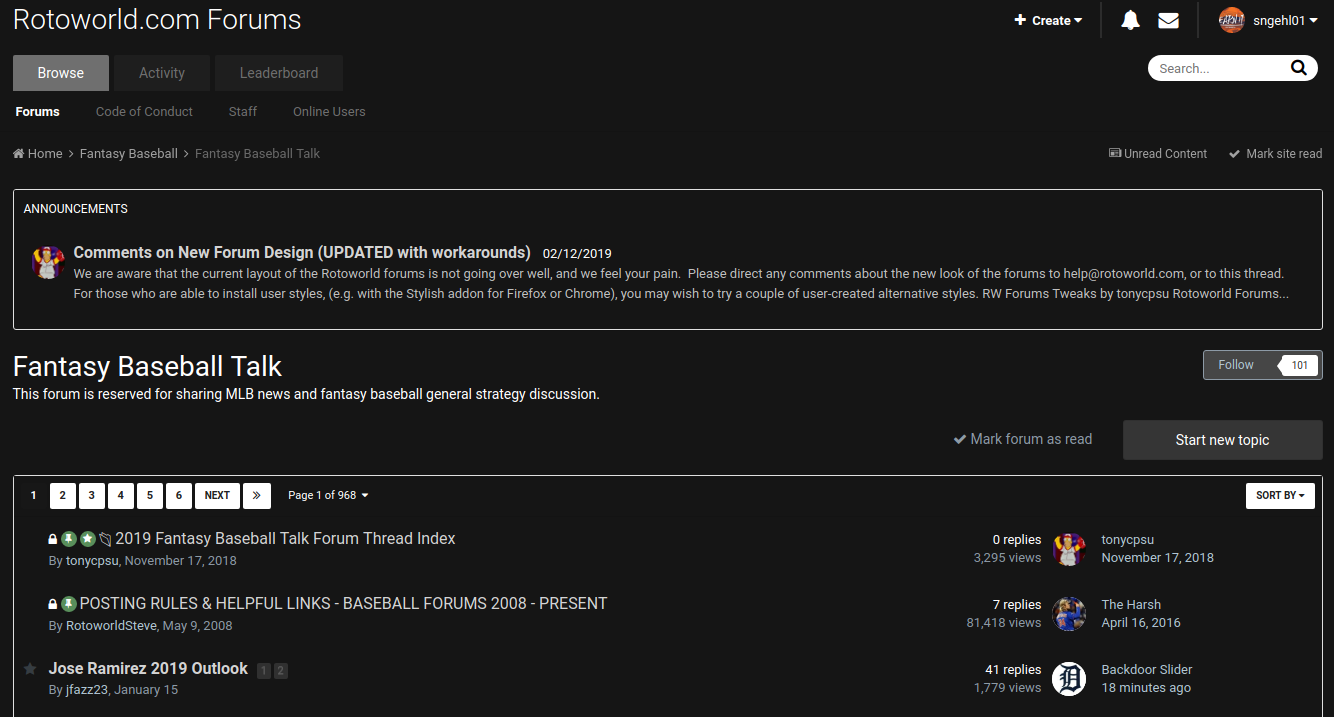 Rotoworld.com Forums
Create
sngehl01
Browse
Activity
Leaderboard
Search...
Forums
Code of Conduct
Staff
Online Users
Home
Fantasy Baseball
Fantasy Baseball Talk
Unread Content
Mark site read
ANNOUNCEMENTS
Comments on New Forum Design (UPDATED with workarounds) 02/12/2019
We are aware that the current layout of the Rotoworld forums is not going over well, and we feel your pain. Please direct any comments about the new look of the forums to help@rotoworld.com, or to this thread.
For those who are able to install user styles, (e.g. with the Stylish addon for Firefox or Chrome), you may wish to try a couple of user-created alternative styles. RW Forums Tweaks by tonycpsu Rotoworld Forums...
Fantasy Baseball Talk
Follow
101
This forum is reserved for sharing MLB news and fantasy baseball general strategy discussion.
Mark forum as read
Start new topic
1 2 3 4 5 6 NEXT
Page 1 of 968
SORT BY
2019 Fantasy Baseball Talk Forum Thread Index
By tonycpsu, November 17, 2018
0 replies
3,295 views
tonycpsu
November 17, 2018
POSTING RULES & HELPFUL LINKS - BASEBALL FORUMS 2008 - PRESENT
By RotoworldSteve, May 9, 2008
7 replies
81,418 views
The Harsh
April 16, 2016
Jose Ramirez 2019 Outlook 1 2
By jfazz23, January 15
41 replies
1,779 views
Backdoor Slider
18 minutes ago